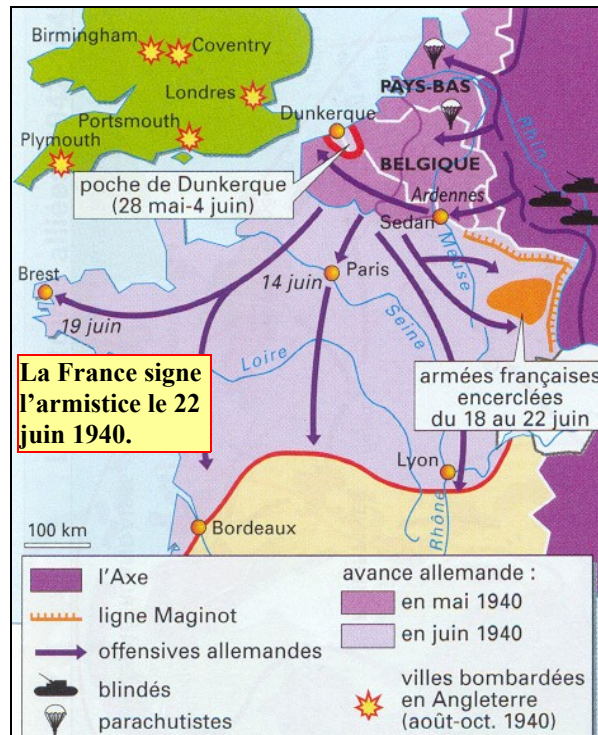 Birmingham
Coventry
Londres
Portsmouth
Plymouth
PAYS-BAS
Rhin
Dunkerque
BELGIQUE
poche de Dunkerque
(28 mai-4 juin)
Ardennes
Sedan
Meuse
Brest
19 juin
14 juin
Paris
Seine
Loire
La France signe
l'armistice le 22
juin 1940.
armées françaises
encerclées
du 18 au 22 juin
Lyon
Rhône
100 km
Bordeaux
l'Axe
ligne Maginot
offensives allemandes
blindés
parachutistes
avance allemande :
en mai 1940
en juin 1940
villes bombardées
en Angleterre
(août-oct. 1940)